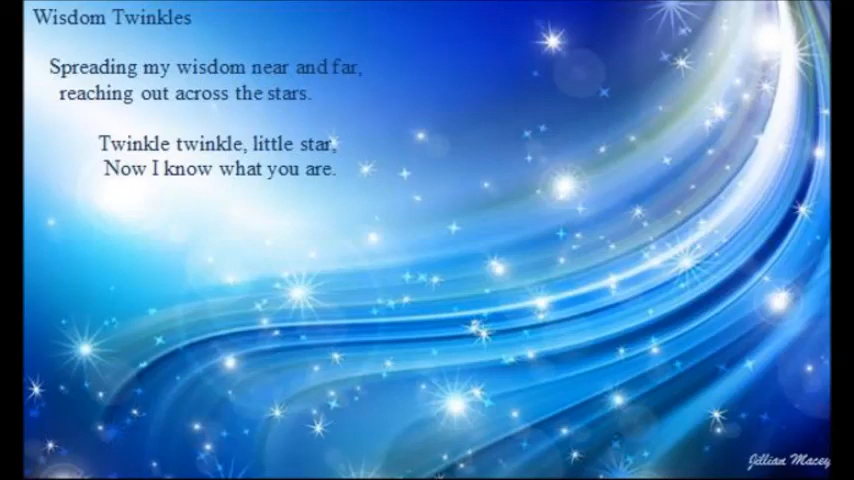 Wisdom Twinkles
Spreading my wisdom near and far,
reaching out across the stars.
Twinkle twinkle, little star,
Now I know what you are.
Jillian Macey